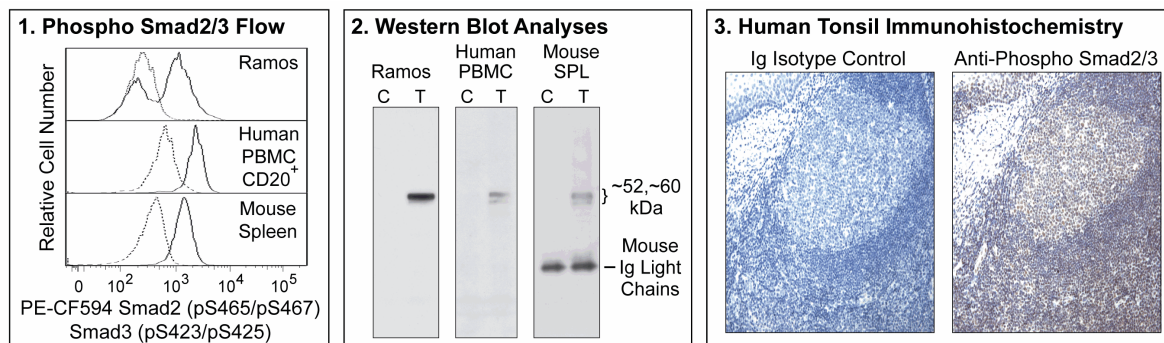 1. Phospho Smad2/3 Flow
Relative Cell Number
Ramos
Human
PBMC
CD20+
Mouse
Spleen
0 10² 10³ 10⁴ 10⁵
PE-CF594 Smad2 (pS465/pS467)
Smad3 (pS423/pS425)
2. Western Blot Analyses
Ramos
Human
PBMC
Mouse
SPL
C T C T C T
~52,~60
kDa
Mouse
Ig Light
Chains
3. Human Tonsil Immunohistochemistry
Ig Isotype Control
Anti-Phospho Smad2/3